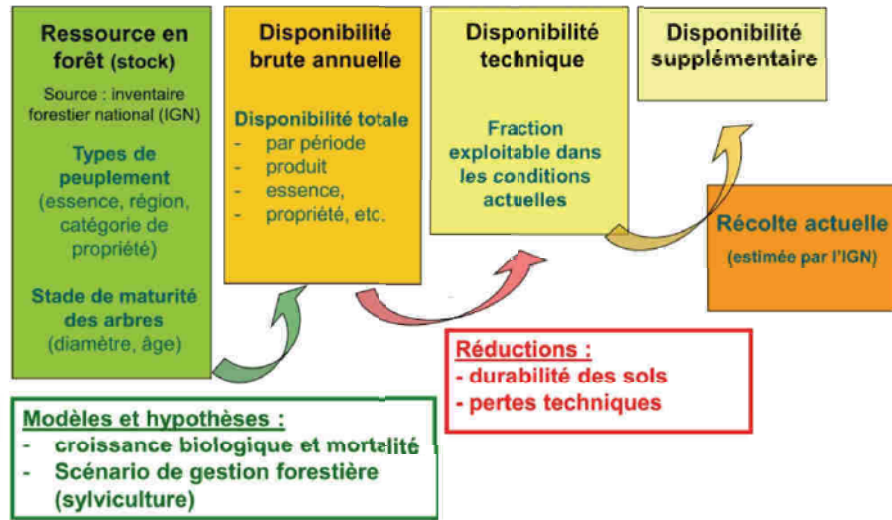 Ressource en
forêt (stock)
Source : inventaire
forestier national (IGN)
Types de
peuplement
(essence, région,
catégorie de
propriété)
Stade de maturité
des arbres
(diamètre, âge)
Disponibilité
brute annuelle
Disponibilité totale
- par période
- produit
- essence,
- propriété, etc.
Disponibilité
technique
Fraction
exploitable dans
les conditions
actuelles
Disponibilité
supplémentaire
Récolte actuelle
(estimée par l'IGN)
Réductions :
- durabilité des sols
- pertes techniques
Modèles et hypothèses :
- croissance biologique et mortalité
- Scénario de gestion forestière
(sylviculture)